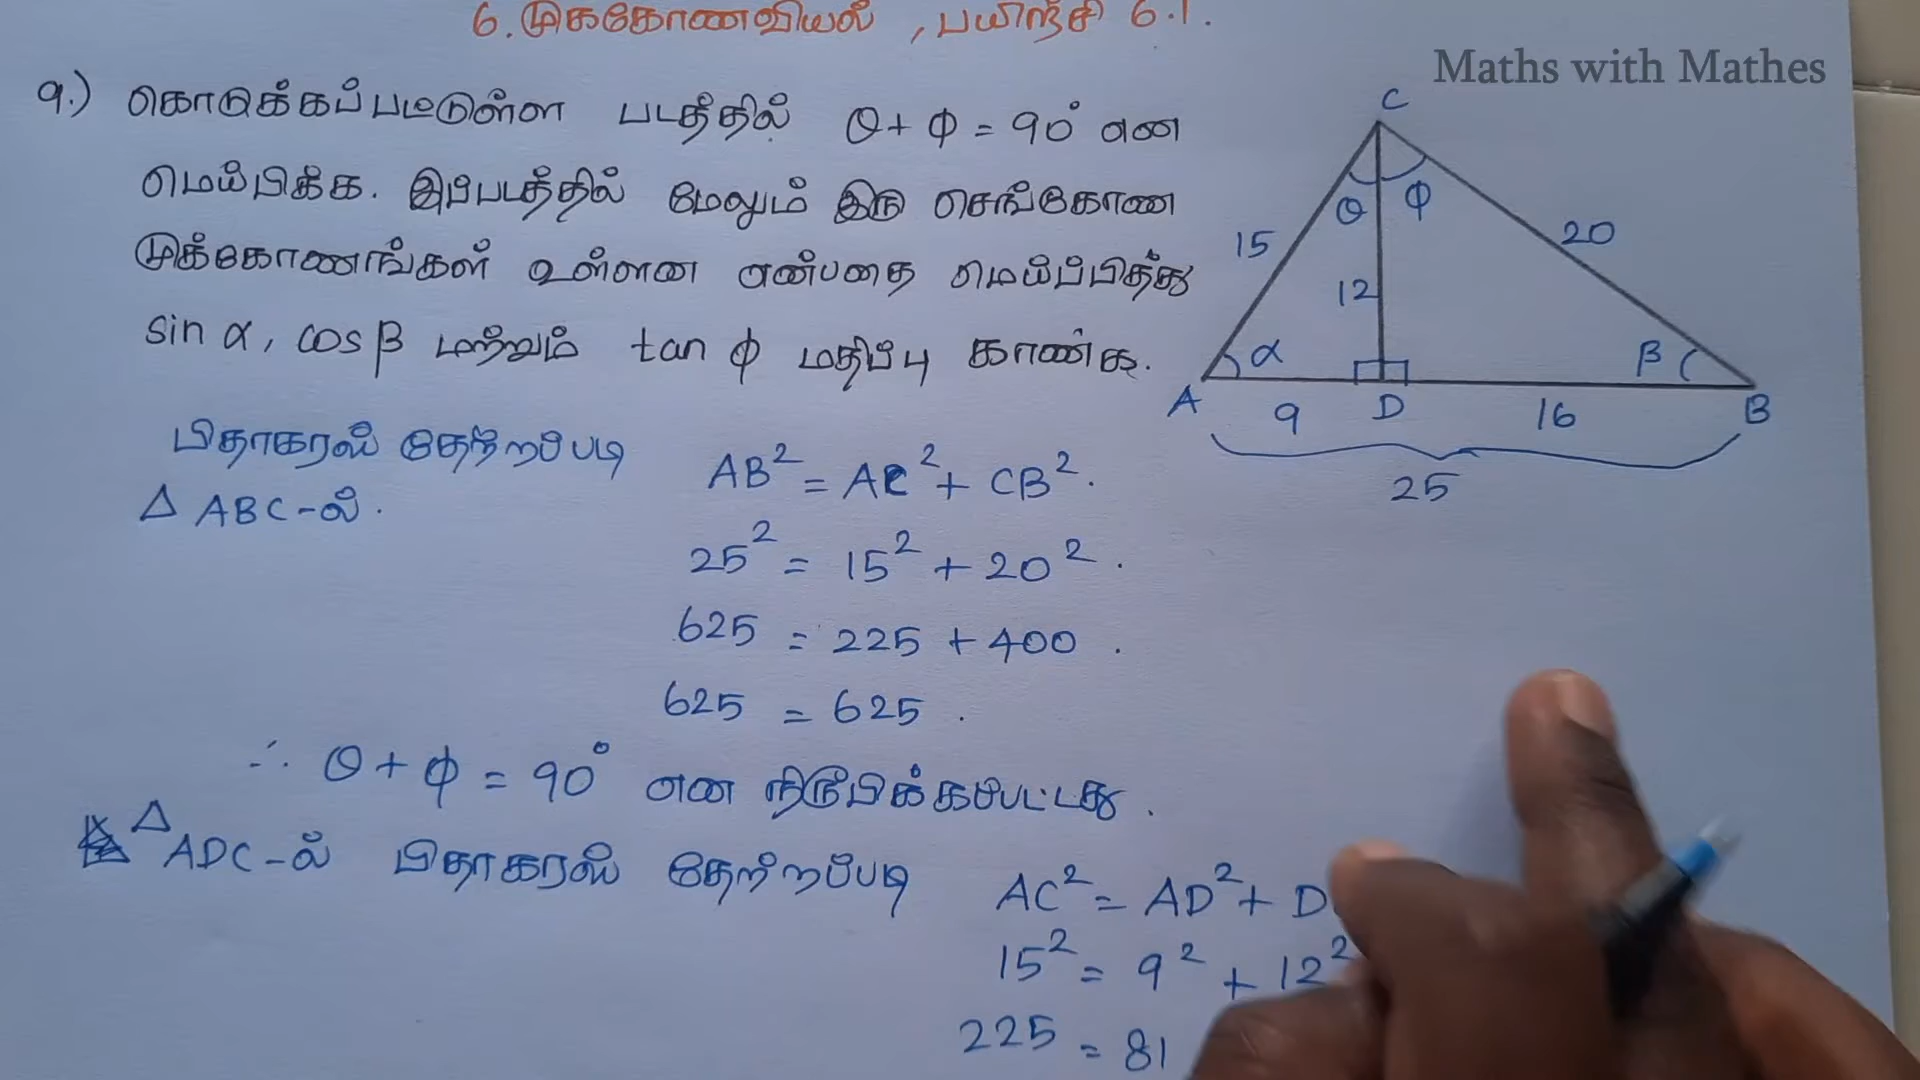 6. முக்கோணவியல் , பயிற்சி 6.1.
Maths with Mathes
9.) கொடுக்கப்பட்டுள்ள படத்தில் θ + φ = 90° என
மெய்பிக்க. இப்படத்தில் மேலும் இரு செங்கோண
முக்கோணங்கள் உள்ளன என்பதை மெய்ப்பித்து
sin α, cos β மற்றும் tan φ மதிப்பு காண்க.
C
θ φ
15 20
12
α β
A 9 D 16 B
25
பிதாகரஸ் தேற்றப்படி
Δ ABC-ல்.
AB² = AC² + CB².
25² = 15² + 20².
625 = 225 + 400.
625 = 625.
∴ θ + φ = 90° என நிரூபிக்கப்பட்டது.
Δ ADC-ல் பிதாகரஸ் தேற்றப்படி AC² = AD² + D
15² = 9² + 12²
225 = 81